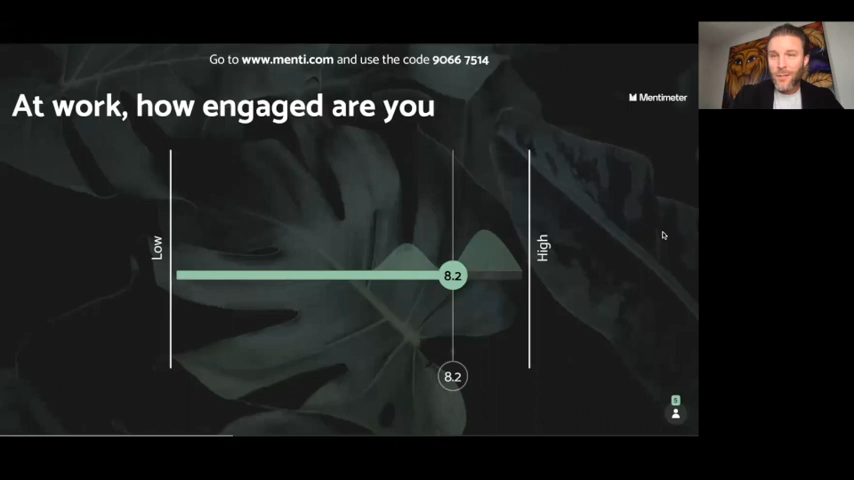 Go to www.menti.com and use the code 9066 7514
At work, how engaged are you
Mentimeter
Low
High
8.2
8.2
5